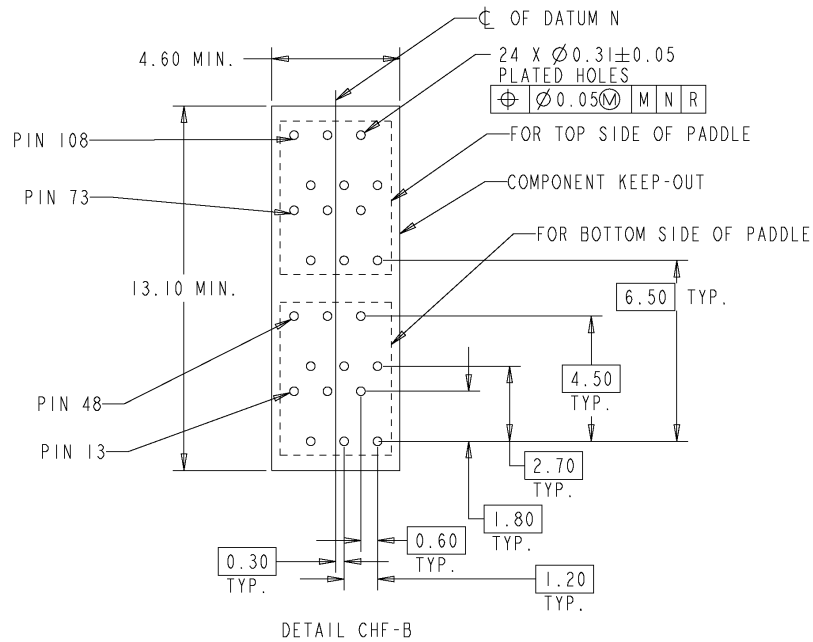 ℄ OF DATUM N
4.60 MIN.
24 X Ø0.31±0.05
PLATED HOLES
⌖ Ø0.05Ⓜ M N R
PIN 108
FOR TOP SIDE OF PADDLE
PIN 73
COMPONENT KEEP-OUT
FOR BOTTOM SIDE OF PADDLE
13.10 MIN.
6.50 TYP.
4.50
TYP.
PIN 48
PIN 13
2.70
TYP.
1.80
TYP.
0.60
TYP.
0.30
TYP.
1.20
TYP.
DETAIL CHF-B